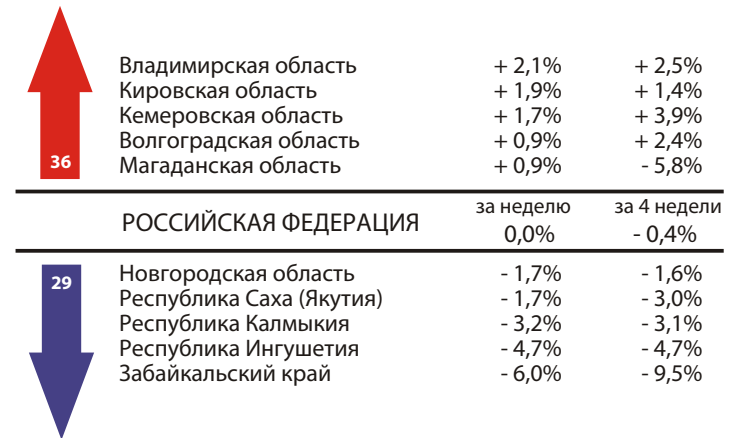 Владимирская область + 2,1% + 2,5%
Кировская область + 1,9% + 1,4%
Кемеровская область + 1,7% + 3,9%
Волгоградская область + 0,9% + 2,4%
36 Магаданская область + 0,9% - 5,8%
за неделю за 4 недели
РОССИЙСКАЯ ФЕДЕРАЦИЯ 0,0% - 0,4%
29 Новгородская область - 1,7% - 1,6%
Республика Саха (Якутия) - 1,7% - 3,0%
Республика Калмыкия - 3,2% - 3,1%
Республика Ингушетия - 4,7% - 4,7%
Забайкальский край - 6,0% - 9,5%